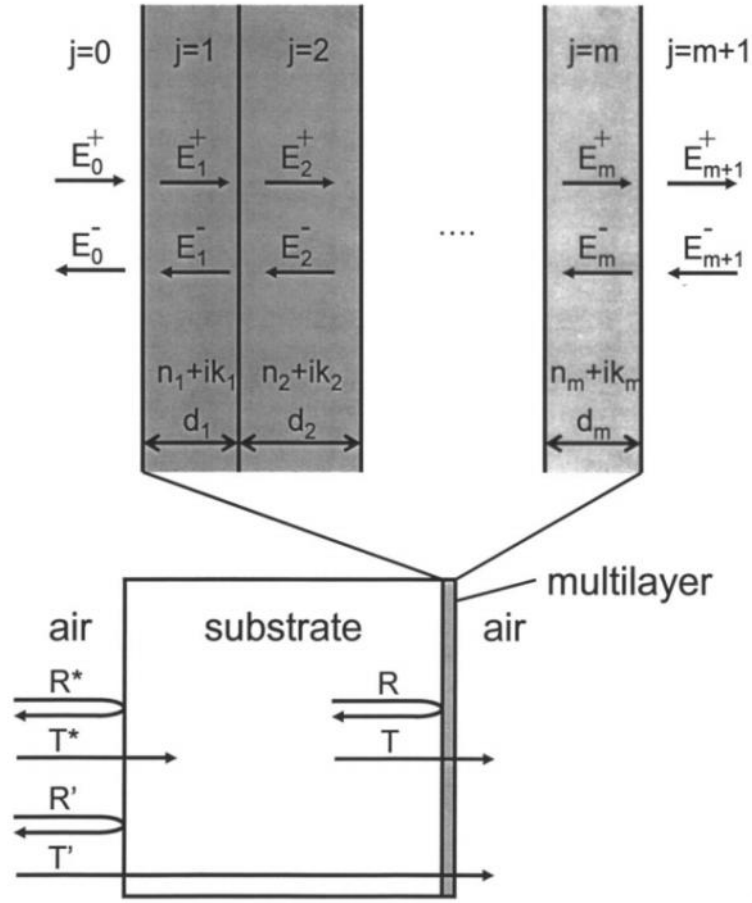 j=0 j=1 j=2 j=m j=m+1
E₀⁺ E₁⁺ E₂⁺ Eₘ⁺ Eₘ₊₁⁺
....
E₀⁻ E₁⁻ E₂⁻ Eₘ⁻ Eₘ₊₁⁻
n₁+ik₁ n₂+ik₂ nₘ+ikₘ
d₁ d₂ dₘ
multilayer
air substrate air
R* R
T* T
R'
T'